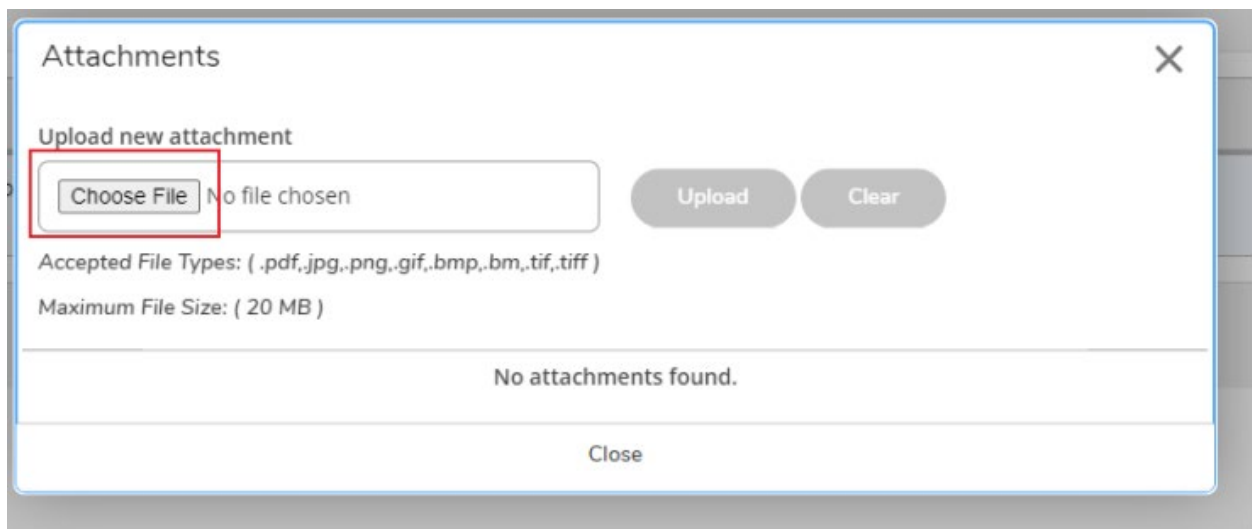 Attachments
Upload new attachment
Choose File No file chosen Upload Clear
Accepted File Types: ( .pdf,.jpg,.png,.gif,.bmp,.bm,.tif,.tiff )
Maximum File Size: ( 20 MB )
No attachments found.
Close